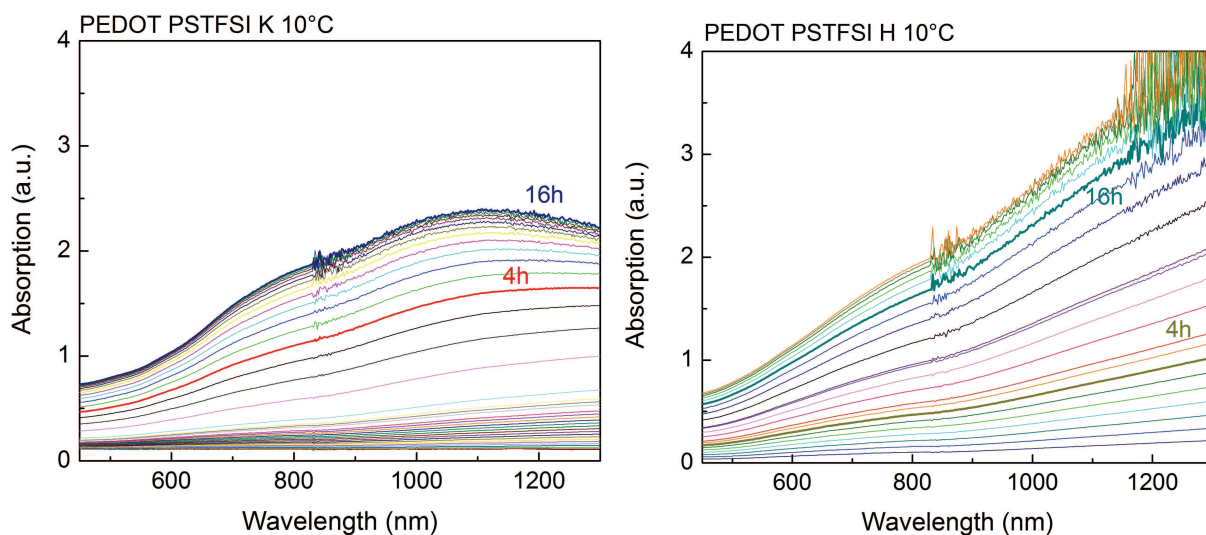 PEDOT PSTFSI K 10°C
4
3
2
1
0
Absorption (a.u.)
16h
4h
600
800
1000
1200
Wavelength (nm)
PEDOT PSTFSI H 10°C
4
3
2
1
0
Absorption (a.u.)
16h
4h
600
800
1000
1200
Wavelength (nm)